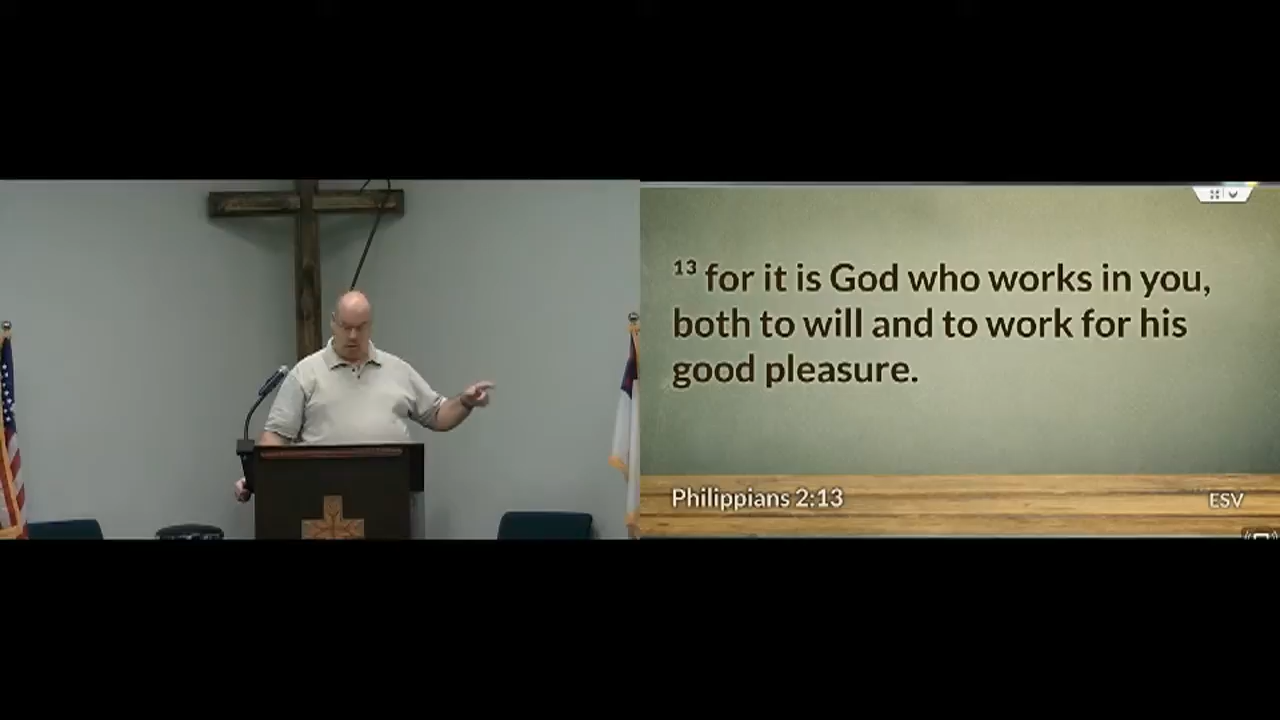 13 for it is God who works in you,
both to will and to work for his
good pleasure.
Philippians 2:13
ESV